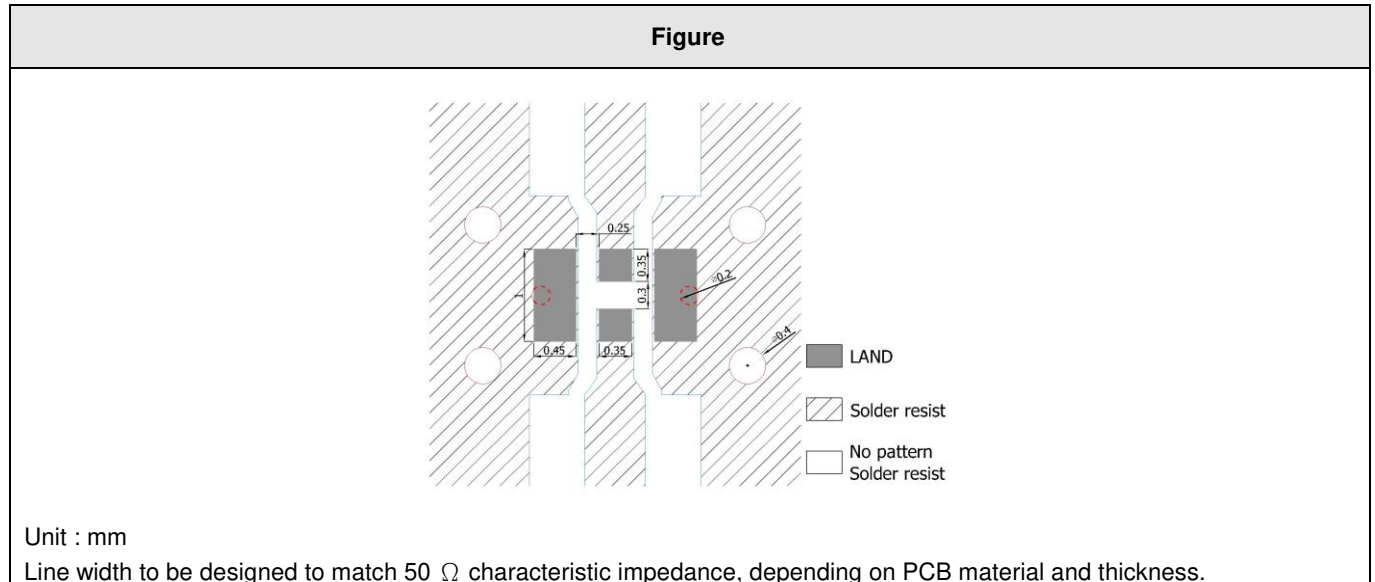 Figure
0.25
0.35
0.3
1
⌀0.2
0.45
0.35
⌀0.4
LAND
Solder resist
No pattern
Solder resist
Unit : mm
Line width to be designed to match 50 Ω characteristic impedance, depending on PCB material and thickness.